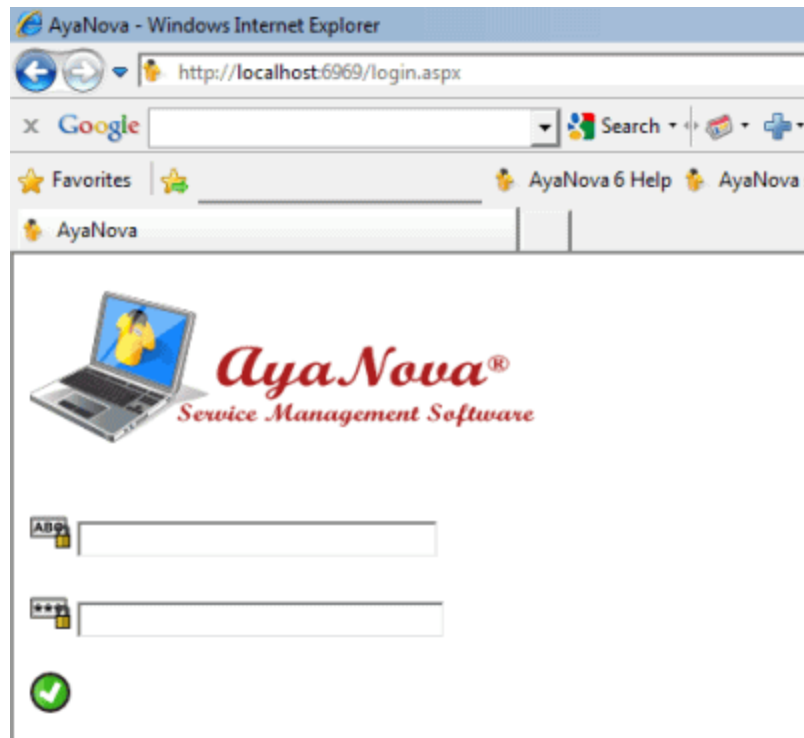 AyaNova - Windows Internet Explorer
http://localhost:6969/login.aspx
x Google Search
Favorites AyaNova 6 Help AyaNova
AyaNova
AyaNova®
Service Management Software
ABC
***